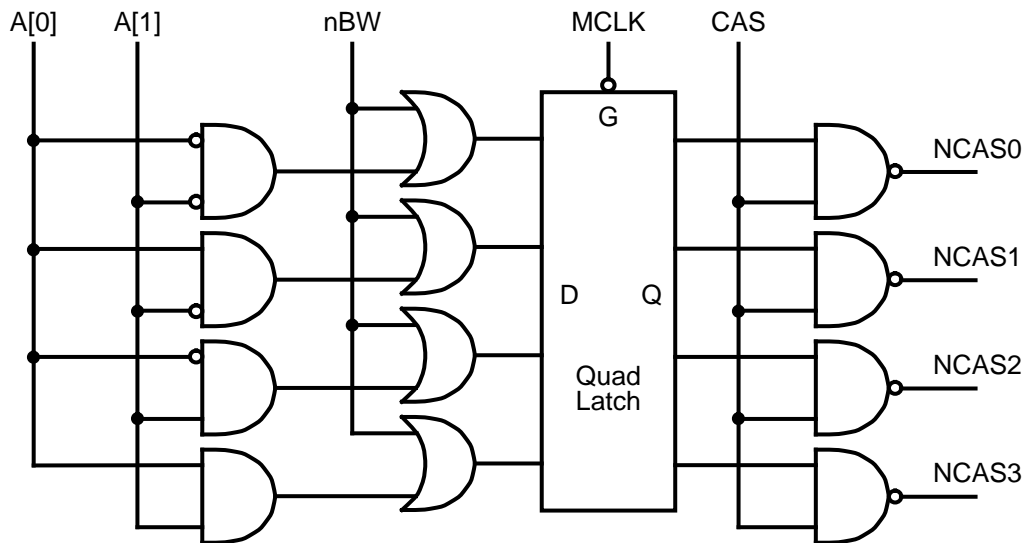 A[0] A[1] nBW MCLK CAS
G
NCAS0
NCAS1
D Q
NCAS2
Quad
Latch
NCAS3